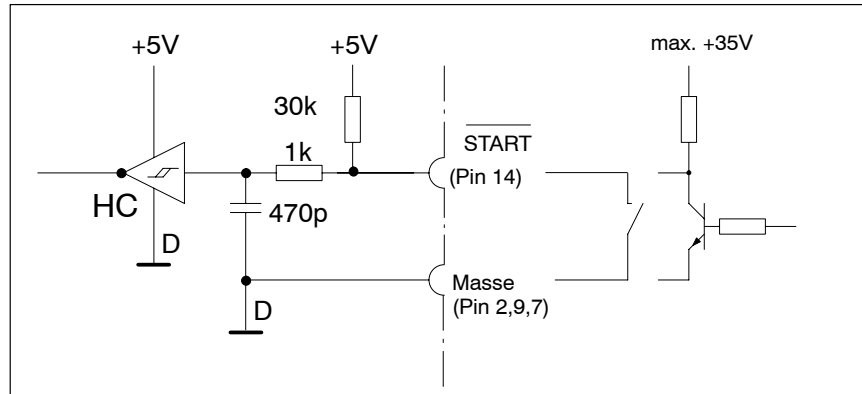 +5V
+5V
max. +35V
30k
START
1k
(Pin 14)
HC
470p
D
Masse
(Pin 2,9,7)
D